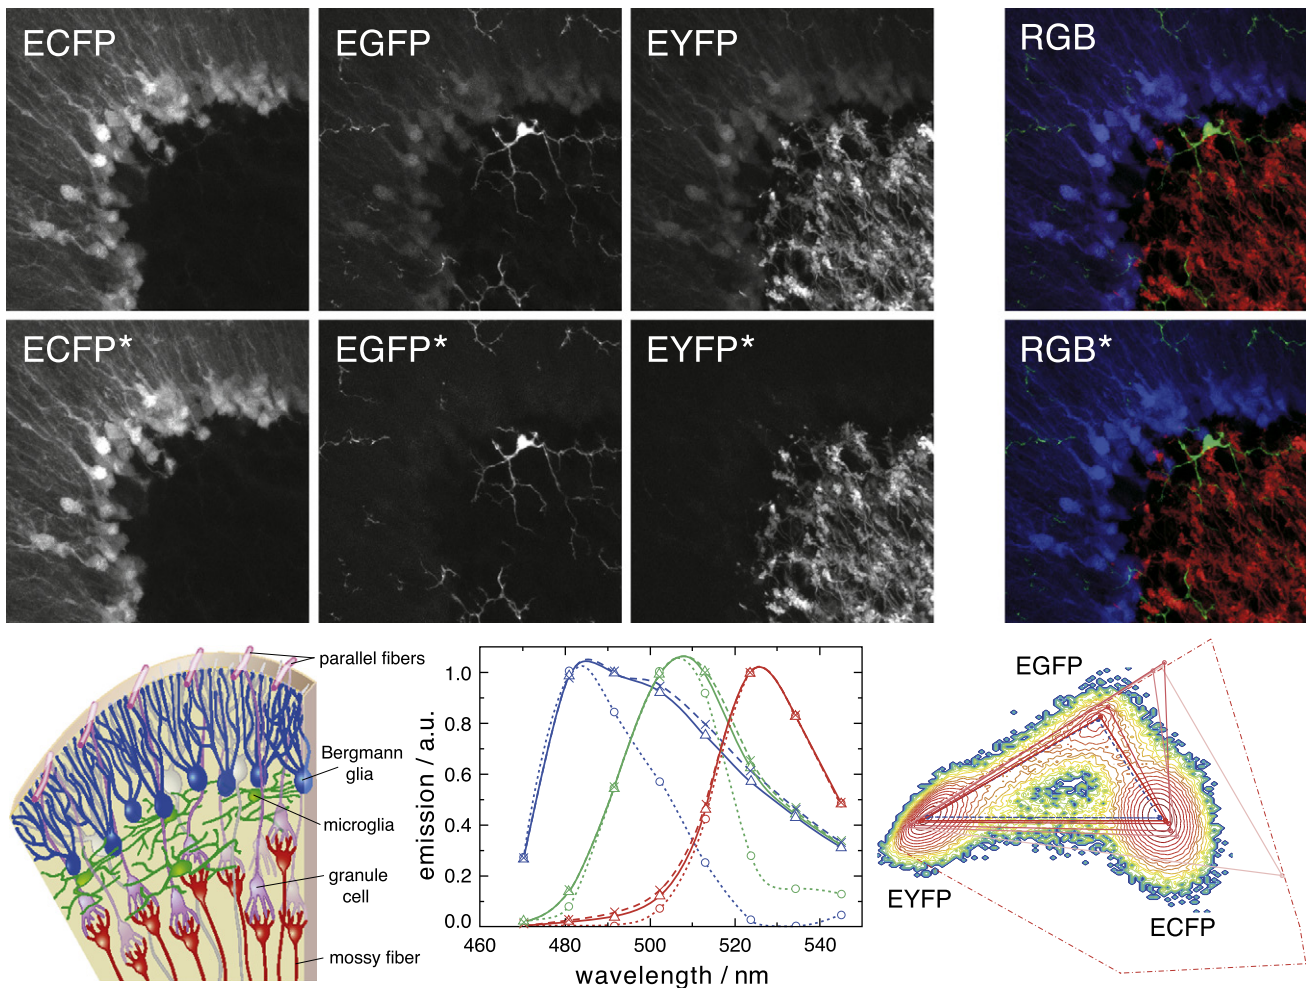 ECFP
EGFP
EYFP
RGB
ECFP*
EGFP*
EYFP*
RGB*
parallel fibers
Bergmann
glia
microglia
granule
cell
mossy fiber
emission / a.u.
1.0
0.8
0.6
0.4
0.2
0.0
460
480
500
520
540
wavelength / nm
EGFP
EYFP
ECFP